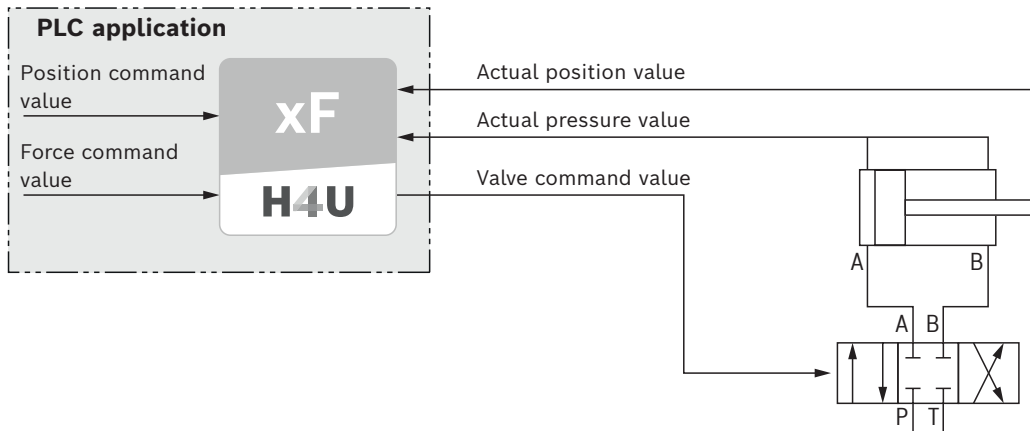 PLC application
Position command
value
Force command
value
xF
H4U
Actual position value
Actual pressure value
Valve command value
A
B
A
B
P
T